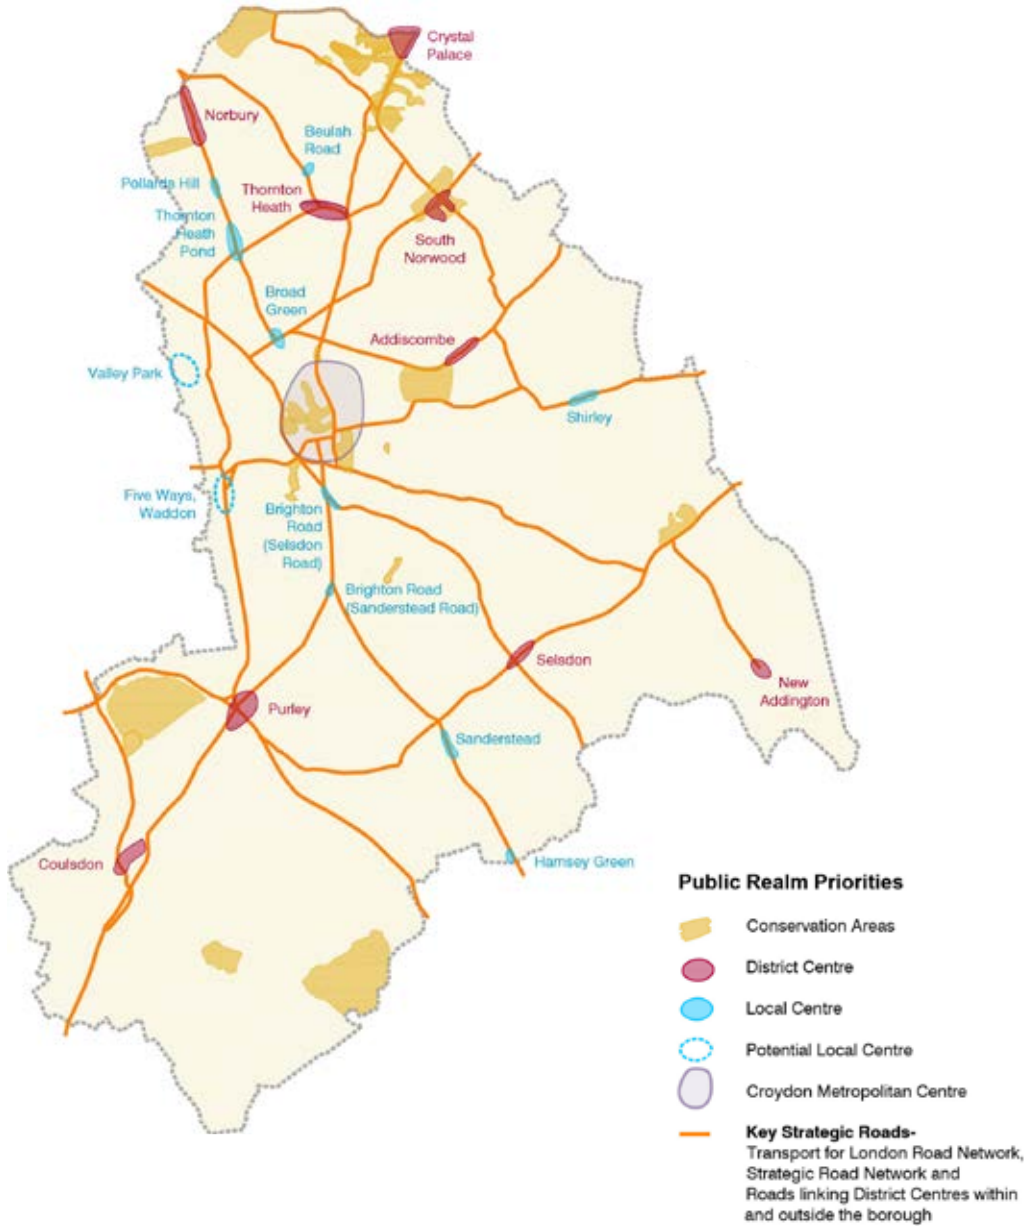 Crystal
Palace
Norbury
Beulah
Road
Pollards Hill
Thornton
Heath
Thornton
Heath
Pond
South
Norwood
Broad
Green
Addiscombe
Valley Park
Shirley
Five Ways,
Waddon
Brighton
Road
(Selsdon
Road)
Brighton Road
(Sanderstead Road)
Selsdon
New
Addington
Purley
Sanderstead
Coulsdon
Hamsey Green
Public Realm Priorities
Conservation Areas
District Centre
Local Centre
Potential Local Centre
Croydon Metropolitan Centre
Key Strategic Roads-
Transport for London Road Network,
Strategic Road Network and
Roads linking District Centres within
and outside the borough